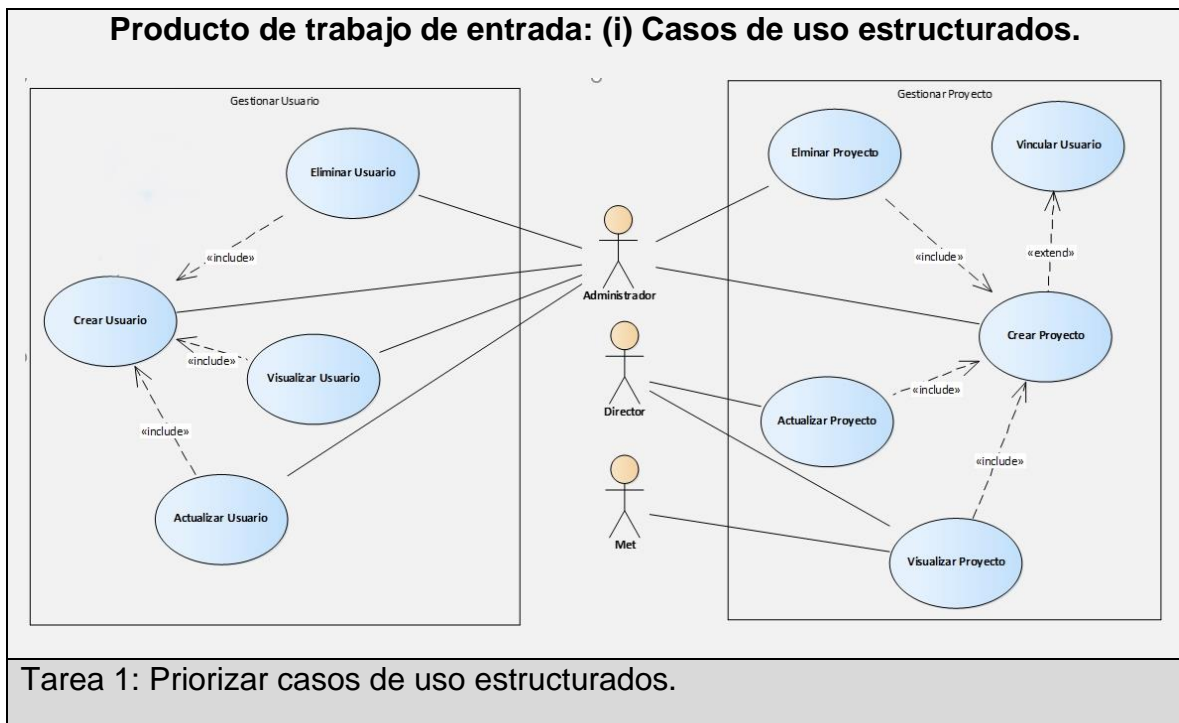 Producto de trabajo de entrada: (i) Casos de uso estructurados.
Gestionar Usuario
Eliminar Usuario
«include»
Crear Usuario
«include»
Visualizar Usuario
«include»
Actualizar Usuario
Administrador
Director
Met
Gestionar Proyecto
Elminar Proyecto
Vincular Usuario
«include»
«extend»
Crear Proyecto
«include»
Actualizar Proyecto
«include»
Visualizar Proyecto
Tarea 1: Priorizar casos de uso estructurados.